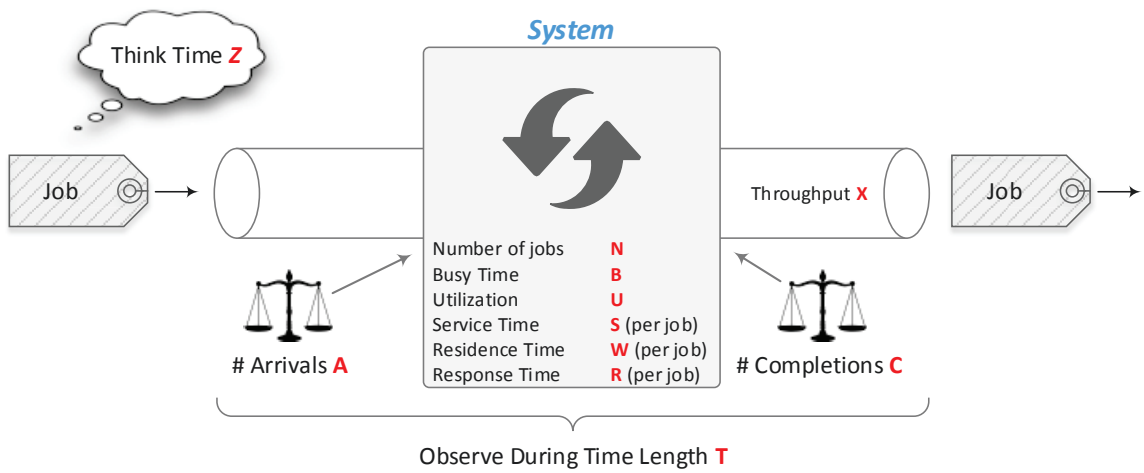 System
Think Time Z
Job
Throughput X
Job
Number of jobs N
Busy Time B
Utilization U
Service Time S (per job)
Residence Time W (per job)
Response Time R (per job)
# Arrivals A
# Completions C
Observe During Time Length T